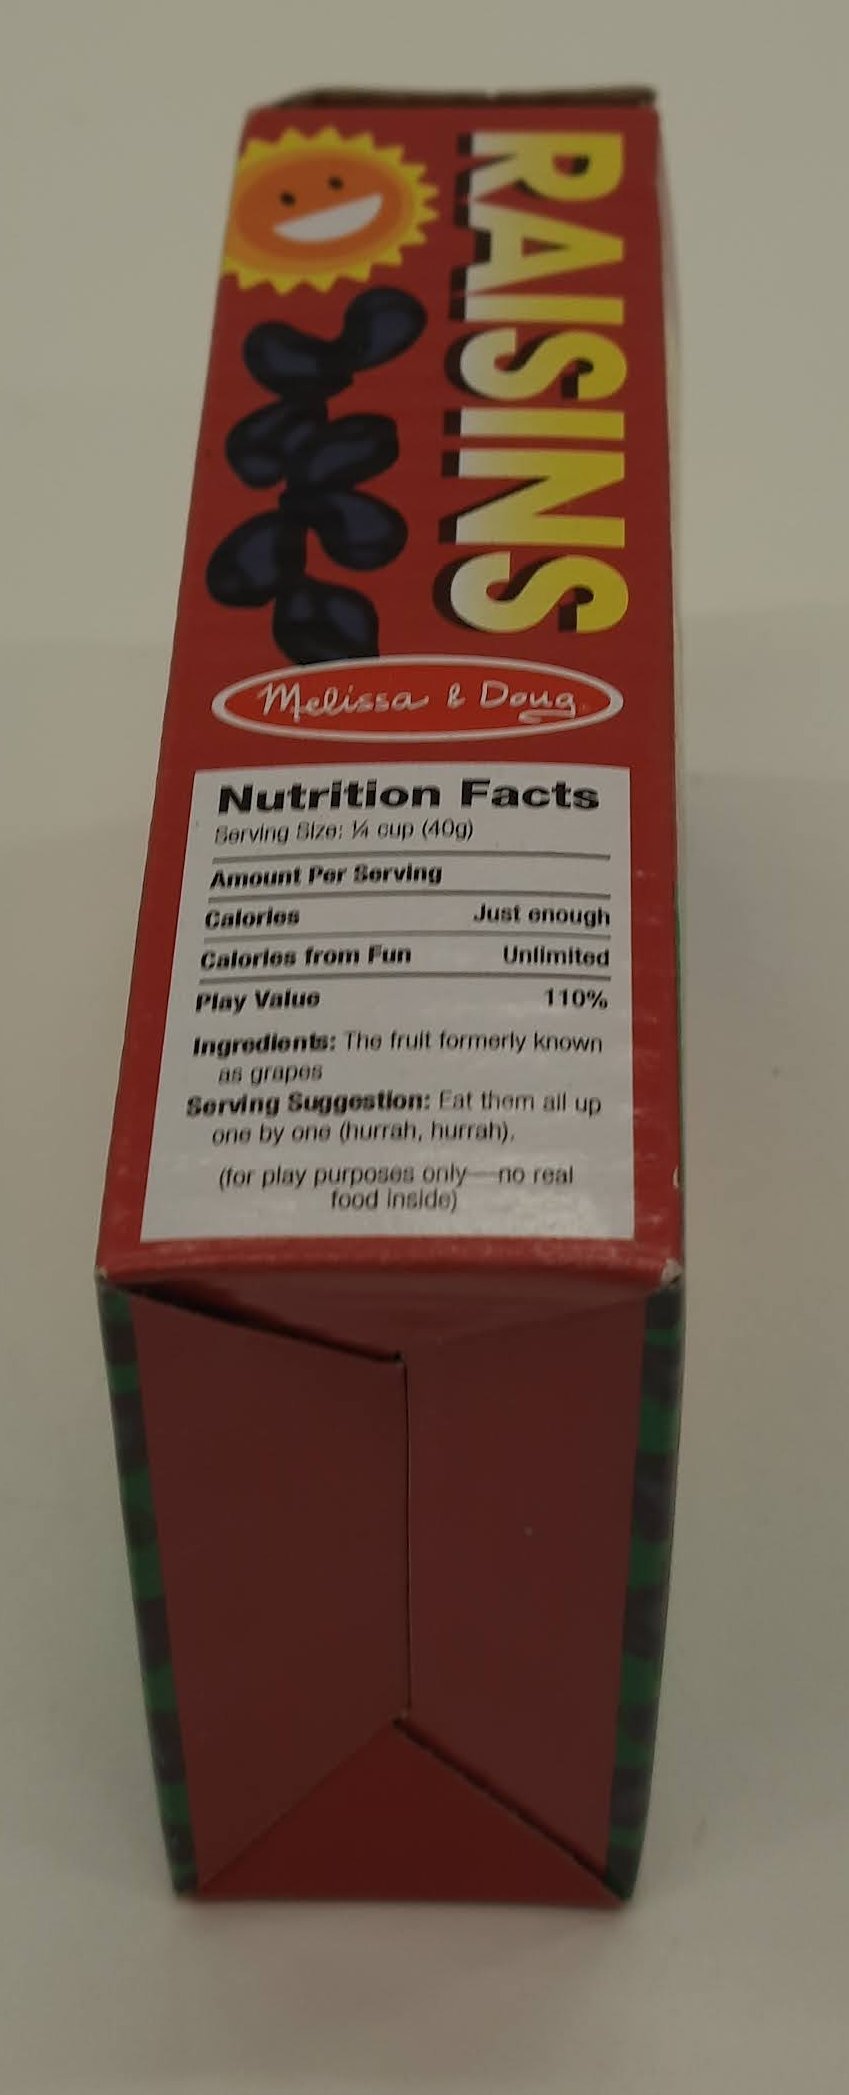 RAISINS
Melissa & Doug
Nutrition Facts
Serving Size: ¼ cup (40g)
Amount Per Serving
Calories Just enough
Calories from Fun Unlimited
Play Value 110%
Ingredients: The fruit formerly known
as grapes
Serving Suggestion: Eat them all up
one by one (hurrah, hurrah).
(for play purposes only—no real
food inside)